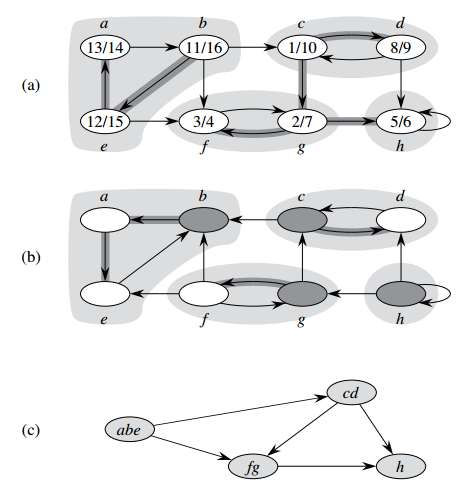 a b c d
13/14 11/16 1/10 8/9
(a)
12/15 3/4 2/7 5/6
e f g h
a b c d
(b)
e f g h
cd
(c) abe
fg h